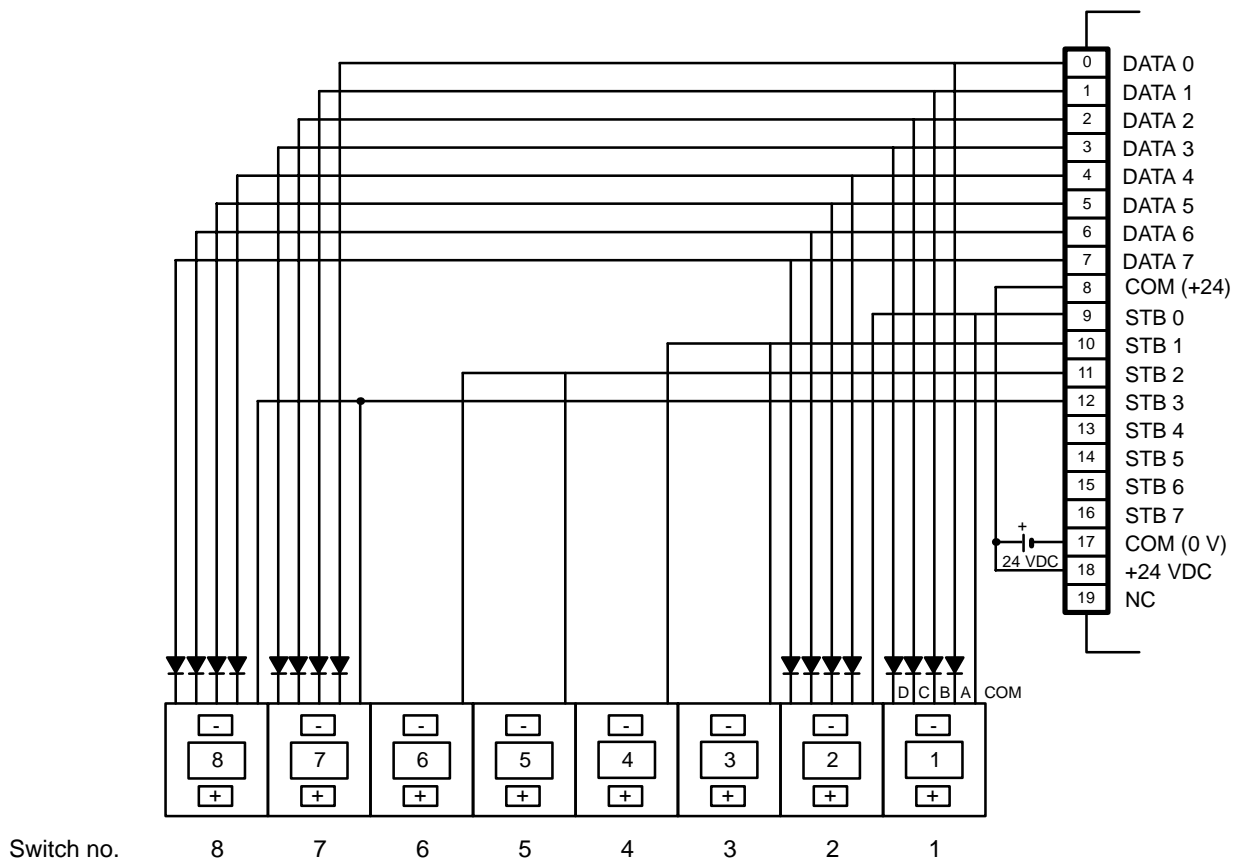 0 DATA 0
1 DATA 1
2 DATA 2
3 DATA 3
4 DATA 4
5 DATA 5
6 DATA 6
7 DATA 7
8 COM (+24)
9 STB 0
10 STB 1
11 STB 2
12 STB 3
13 STB 4
14 STB 5
15 STB 6
16 STB 7
+ 17 COM (0 V)
24 VDC 18 +24 VDC
19 NC
D C B A COM
- - - - - - - -
8 7 6 5 4 3 2 1
+ + + + + + + +
Switch no. 8 7 6 5 4 3 2 1